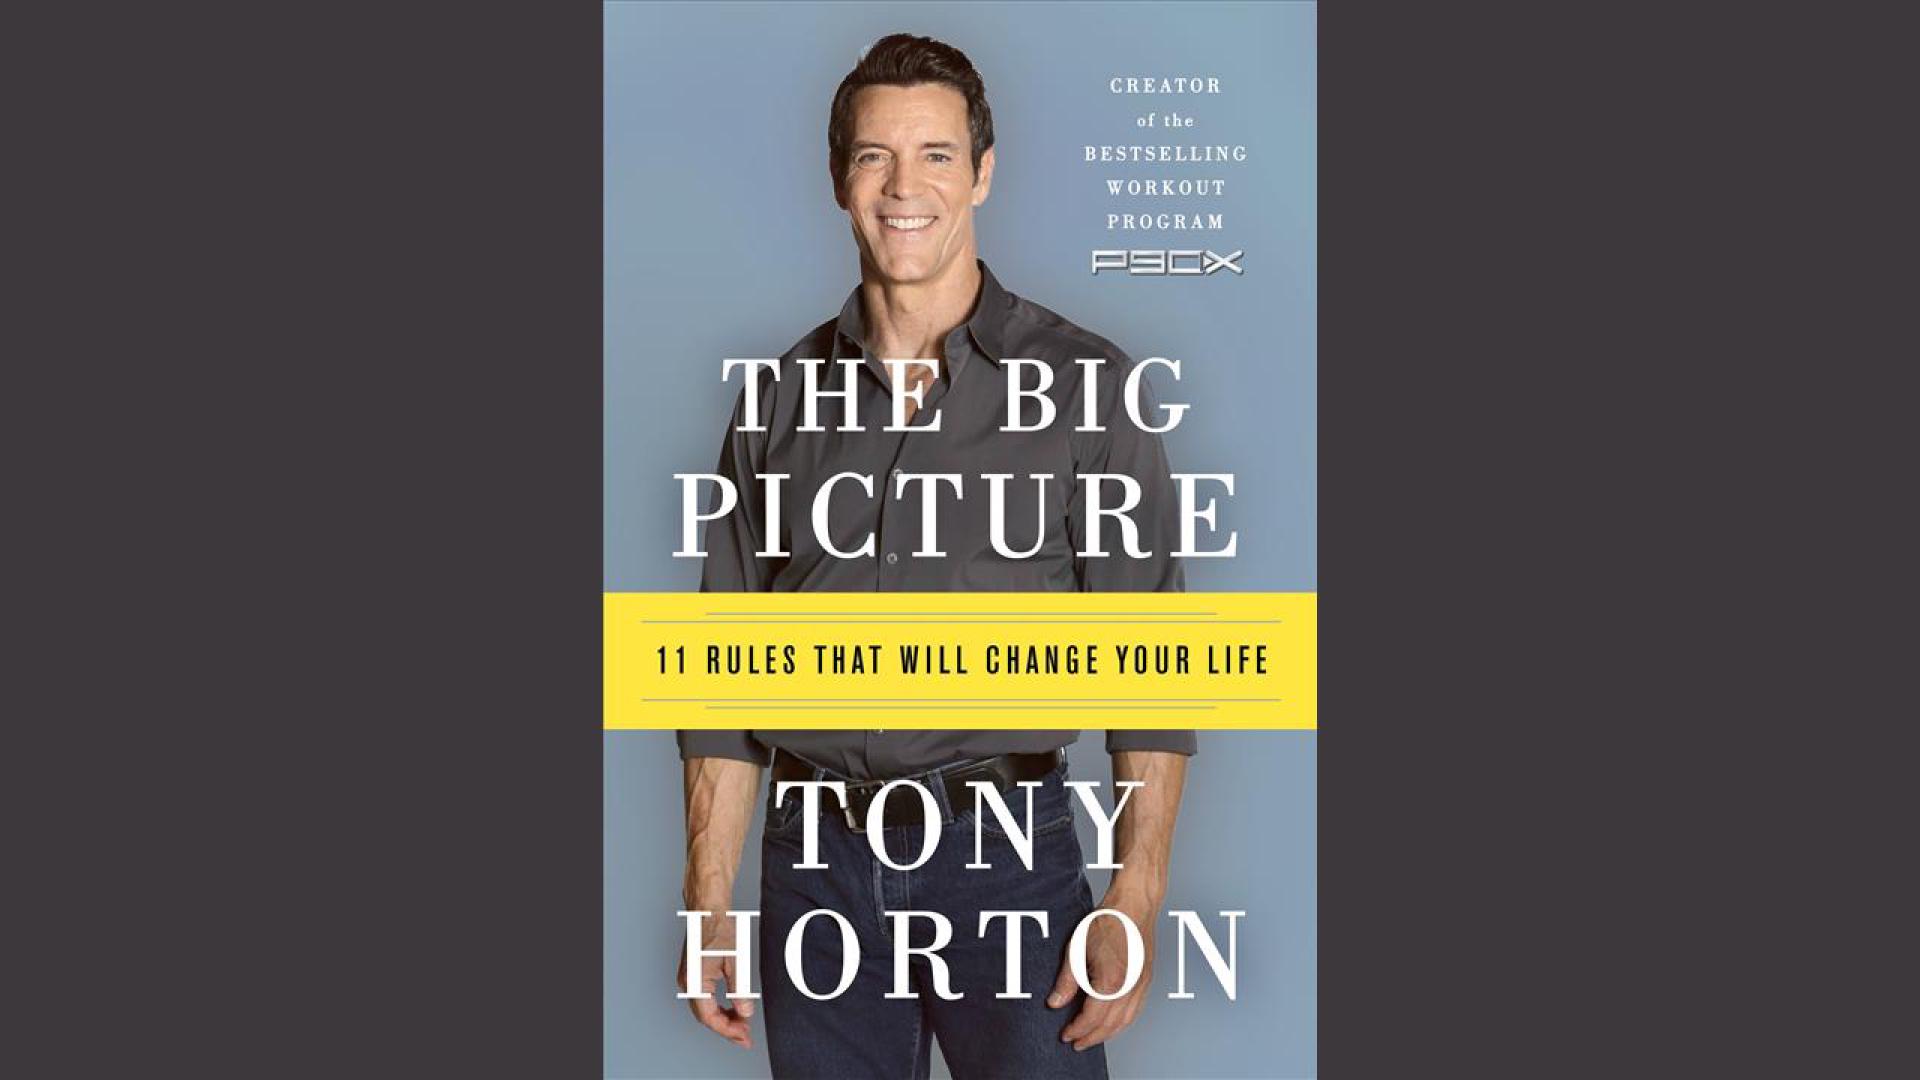 CREATOR
of the
BESTSELLING
WORKOUT
PROGRAM
P90X
THE BIG
PICTURE
11 RULES THAT WILL CHANGE YOUR LIFE
TONY
HORTON